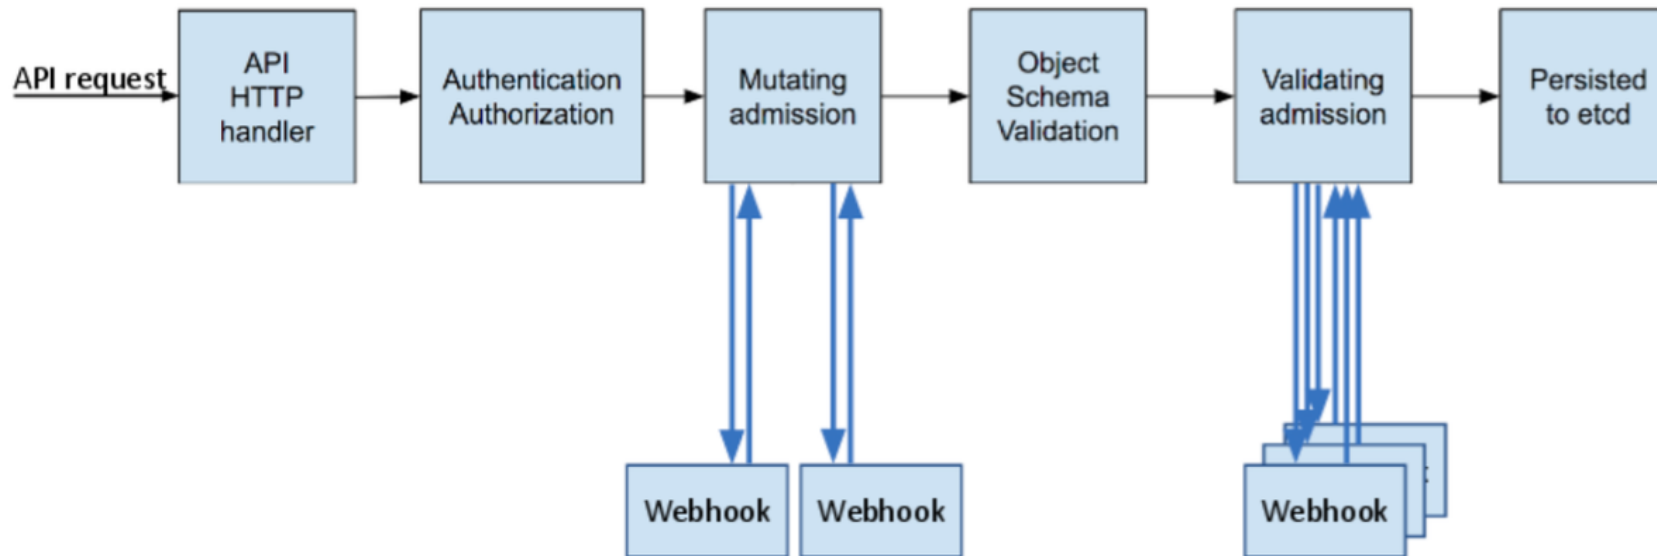 API request
API
HTTP
handler
Authentication
Authorization
Mutating
admission
Object
Schema
Validation
Validating
admission
Persisted
to etcd
Webhook
Webhook
Webhook